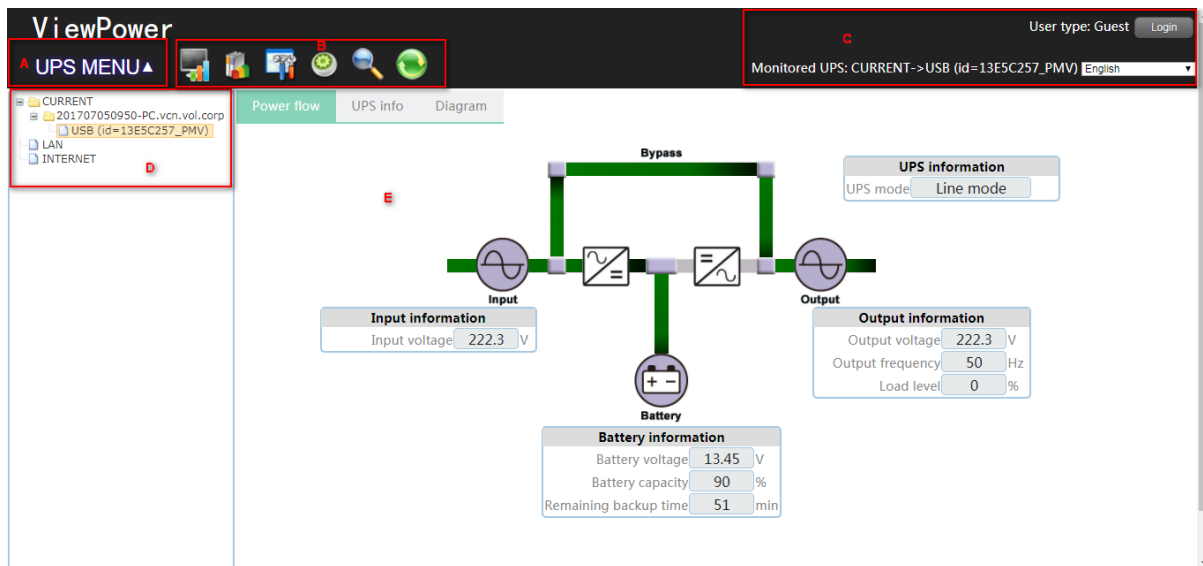 ViewPower
User type: Guest Login
A UPS MENU▲
B
C
Monitored UPS: CURRENT->USB (id=13E5C257_PMV) English
CURRENT
201707050950-PC.vcn.vol.corp
USB (id=13E5C257_PMV)
LAN
INTERNET
D
Power flow UPS info Diagram
E
Bypass
UPS information
UPS mode Line mode
Input
Output
Input information
Input voltage 222.3 V
Output information
Output voltage 222.3 V
Output frequency 50 Hz
Load level 0 %
Battery
Battery information
Battery voltage 13.45 V
Battery capacity 90 %
Remaining backup time 51 min